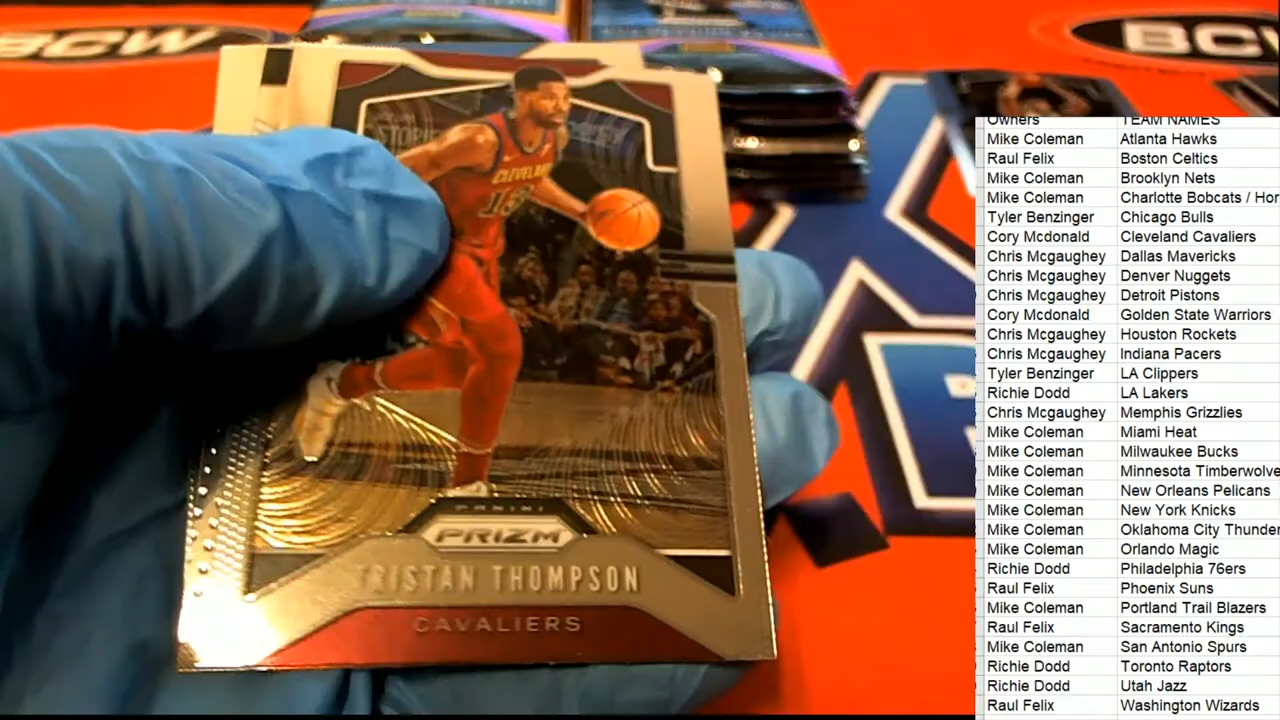 BCW
BCW
CLEVELAND
13
PANINI
PRIZM
TRISTAN THOMPSON
CAVALIERS
Owners TEAM NAMES
Mike Coleman Atlanta Hawks
Raul Felix Boston Celtics
Mike Coleman Brooklyn Nets
Mike Coleman Charlotte Bobcats / Hor
Tyler Benzinger Chicago Bulls
Cory Mcdonald Cleveland Cavaliers
Chris Mcgaughey Dallas Mavericks
Chris Mcgaughey Denver Nuggets
Chris Mcgaughey Detroit Pistons
Cory Mcdonald Golden State Warriors
Chris Mcgaughey Houston Rockets
Chris Mcgaughey Indiana Pacers
Tyler Benzinger LA Clippers
Richie Dodd LA Lakers
Chris Mcgaughey Memphis Grizzlies
Mike Coleman Miami Heat
Mike Coleman Milwaukee Bucks
Mike Coleman Minnesota Timberwolve
Mike Coleman New Orleans Pelicans
Mike Coleman New York Knicks
Mike Coleman Oklahoma City Thunder
Mike Coleman Orlando Magic
Richie Dodd Philadelphia 76ers
Raul Felix Phoenix Suns
Mike Coleman Portland Trail Blazers
Raul Felix Sacramento Kings
Mike Coleman San Antonio Spurs
Richie Dodd Toronto Raptors
Richie Dodd Utah Jazz
Raul Felix Washington Wizards